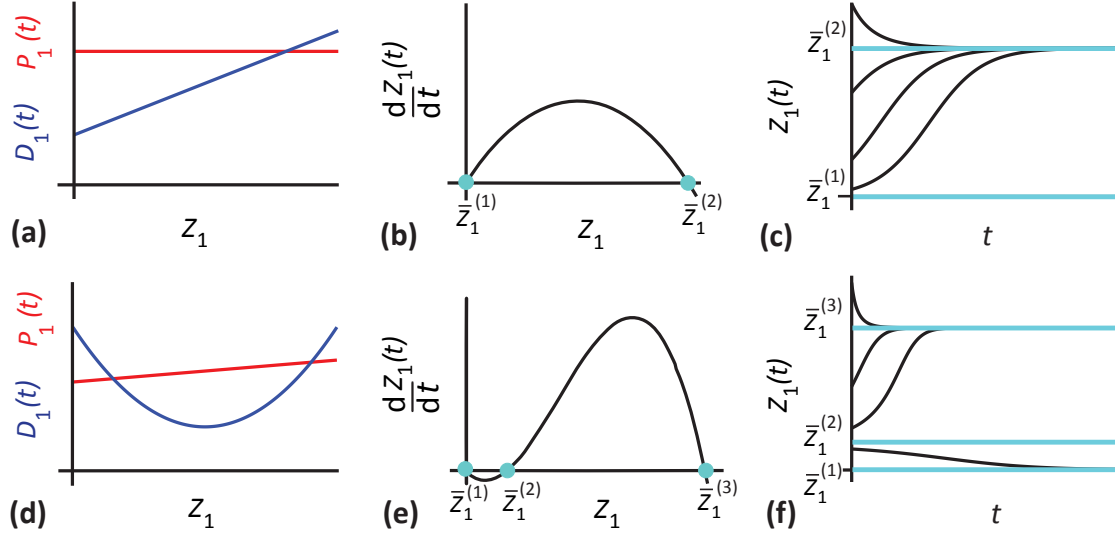 P₁(t)
D₁(t)
Z₁
(a)
dZ₁(t)
dt
z̄₁⁽¹⁾
z̄₁⁽²⁾
Z₁
(b)
z̄₁⁽²⁾
Z₁(t)
z̄₁⁽¹⁾
t
(c)
P₁(t)
D₁(t)
Z₁
(d)
dZ₁(t)
dt
z̄₁⁽¹⁾
z̄₁⁽²⁾
z̄₁⁽³⁾
Z₁
(e)
z̄₁⁽³⁾
Z₁(t)
z̄₁⁽²⁾
z̄₁⁽¹⁾
t
(f)